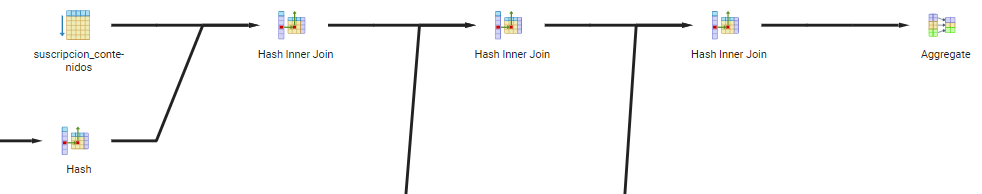 suscripcion_conte-
nidos
Hash Inner Join
Hash Inner Join
Hash Inner Join
Aggregate
Hash